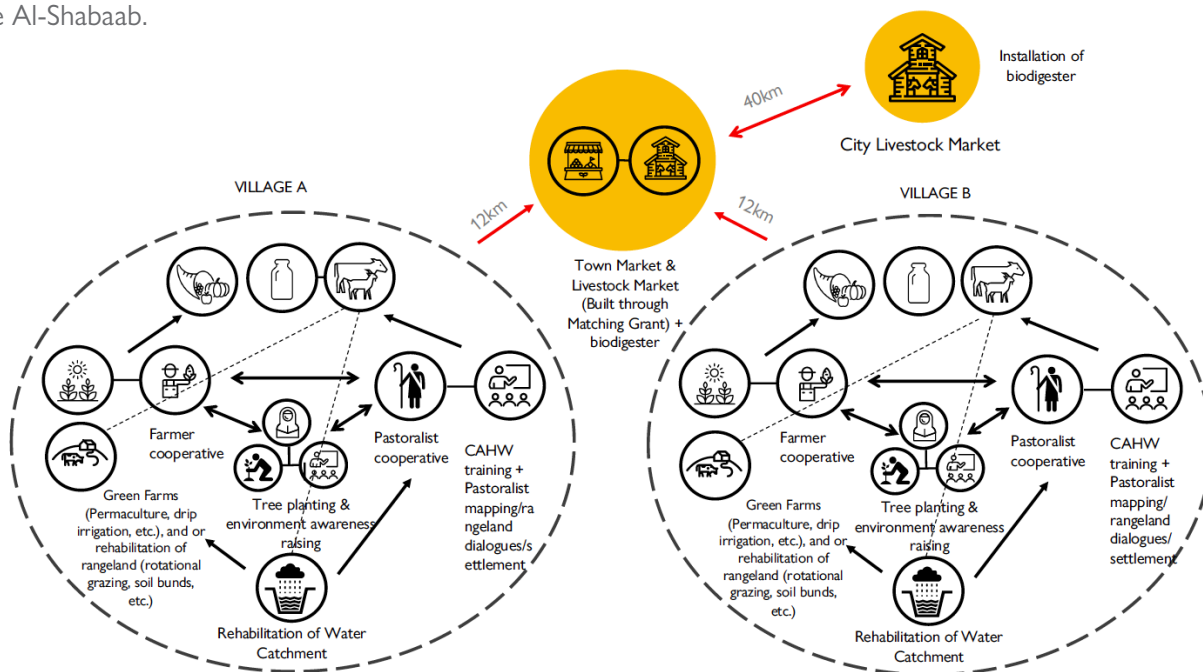 e Al-Shabaab.
Installation of
biodigester
40km
City Livestock Market
VILLAGE A
12km
12km
VILLAGE B
Town Market &
Livestock Market
(Built through
Matching Grant) +
biodigester
Farmer
cooperative
Pastoralist
cooperative
CAHW
training +
Pastoralist
mapping/ra
ngeland
dialogues/s
ettlement
Tree planting &
environment awareness
raising
Green Farms
(Permaculture, drip
irrigation, etc.), and or
rehabilitation of
rangeland (rotational
grazing, soil bunds,
etc.)
Rehabilitation of Water
Catchment
Farmer
cooperative
Pastoralist
cooperative
CAHW
training +
Pastoralist
mapping/
rangeland
dialogues/
settlement
Tree planting &
environment awareness
raising
Green Farms
(Permaculture, drip
irrigation, etc.), and or
rehabilitation of
rangeland (rotational
grazing, soil bunds,
etc.)
Rehabilitation of Water
Catchment